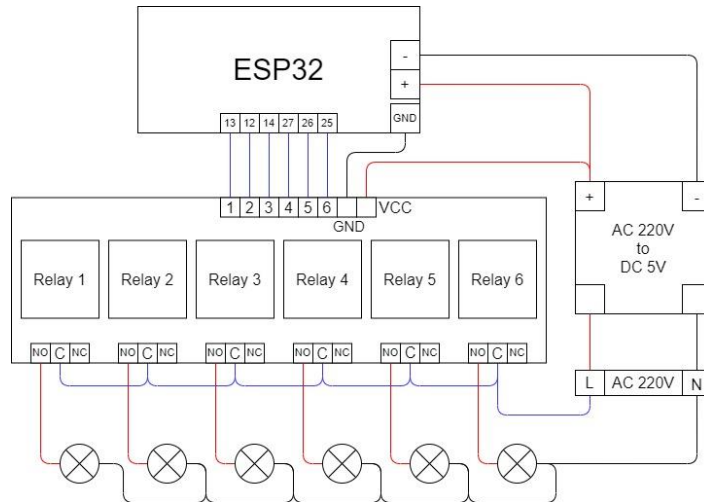 ESP32
-
+
GND
13 12 14 27 26 25
1 2 3 4 5 6 VCC
GND
+ -
AC 220V
to
DC 5V
Relay 1 Relay 2 Relay 3 Relay 4 Relay 5 Relay 6
NO C NC NO C NC NO C NC NO C NC NO C NC NO C NC
L AC 220V N